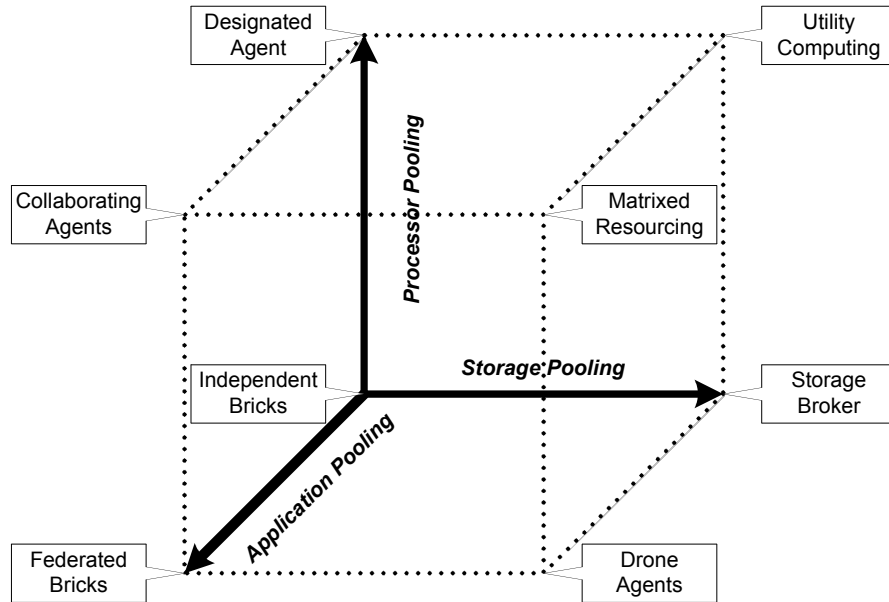 Designated
Agent
Utility
Computing
Processor Pooling
Collaborating
Agents
Matrixed
Resourcing
Storage Pooling
Independent
Bricks
Storage
Broker
Application Pooling
Federated
Bricks
Drone
Agents